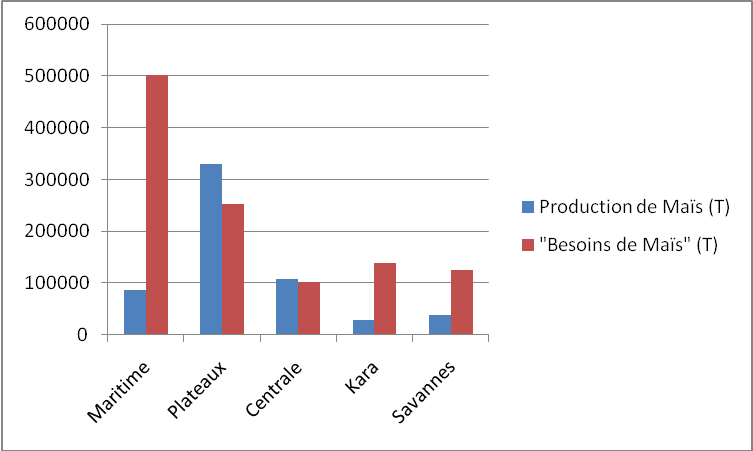 600000
500000
400000
300000
200000
100000
0
Maritime
Plateaux
Centrale
Kara
Savannes
Production de Maïs (T)
"Besoins de Maïs" (T)